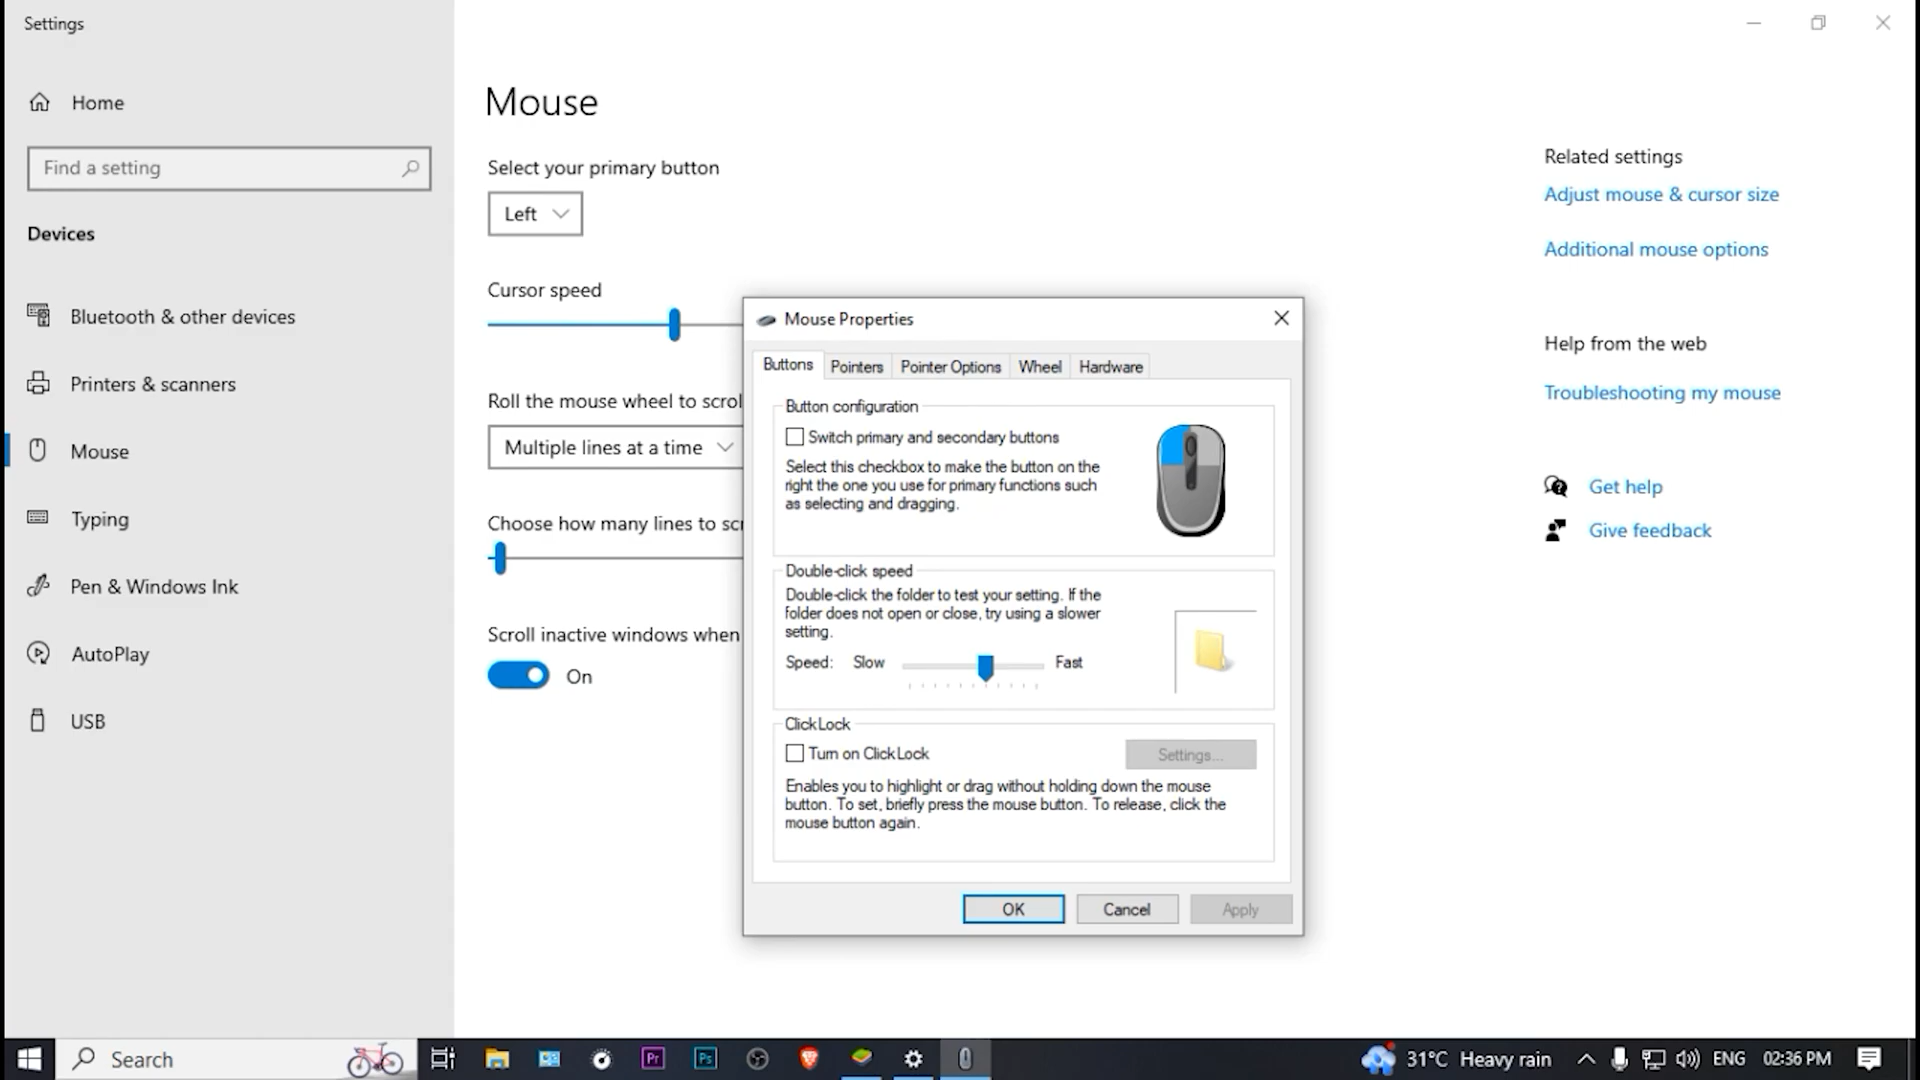 Settings
Home
Find a setting
Devices
Bluetooth & other devices
Printers & scanners
Mouse
Typing
Pen & Windows Ink
AutoPlay
USB
Mouse
Select your primary button
Left
Cursor speed
Roll the mouse wheel to scrol
Multiple lines at a time
Choose how many lines to scr
Scroll inactive windows when
On
Mouse Properties
Buttons Pointers Pointer Options Wheel Hardware
Button configuration
Switch primary and secondary buttons
Select this checkbox to make the button on the
right the one you use for primary functions such
as selecting and dragging.
Double-click speed
Double-click the folder to test your setting. If the
folder does not open or close, try using a slower
setting.
Speed: Slow Fast
ClickLock
Turn on ClickLock
Settings...
Enables you to highlight or drag without holding down the mouse
button. To set, briefly press the mouse button. To release, click the
mouse button again.
OK Cancel Apply
Related settings
Adjust mouse & cursor size
Additional mouse options
Help from the web
Troubleshooting my mouse
Get help
Give feedback
Search
Pr
Ps
31°C Heavy rain
ENG
02:36 PM